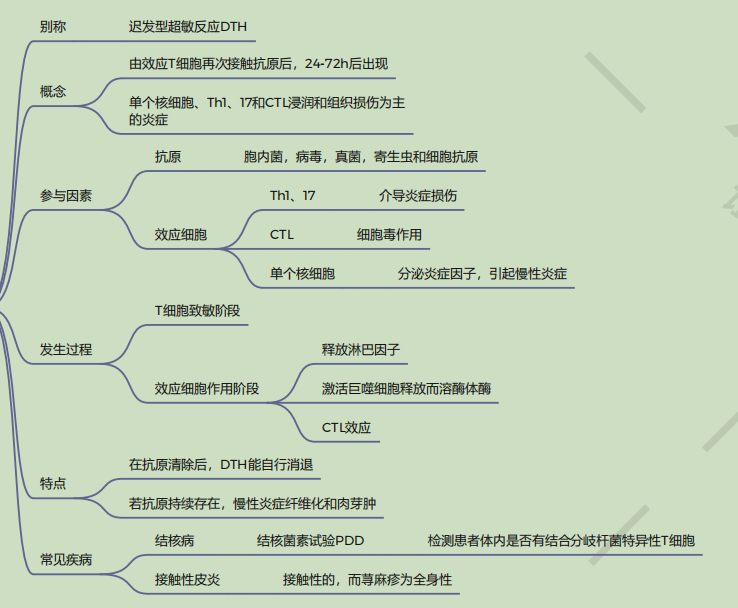 别称
迟发型超敏反应DTH
概念
由效应T细胞再次接触抗原后，24-72h后出现
单个核细胞、Th1、17和CTL浸润和组织损伤为主
的炎症
参与因素
抗原
胞内菌，病毒，真菌，寄生虫和细胞抗原
效应细胞
Th1、17
介导炎症损伤
CTL
细胞毒作用
单个核细胞
分泌炎症因子，引起慢性炎症
发生过程
T细胞致敏阶段
效应细胞作用阶段
释放淋巴因子
激活巨噬细胞释放而溶酶体酶
CTL效应
特点
在抗原清除后，DTH能自行消退
若抗原持续存在，慢性炎症纤维化和肉芽肿
常见疾病
结核病
结核菌素试验PDD
检测患者体内是否有结合分岐杆菌特异性T细胞
接触性皮炎
接触性的，而荨麻疹为全身性